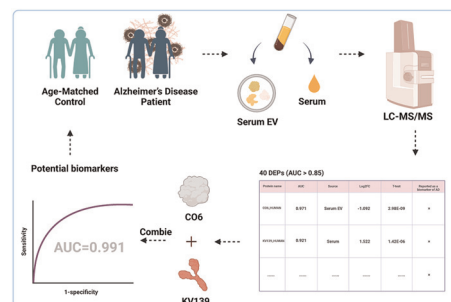 Age-Matched
Control
Alzheimer's Disease
Patient
Serum EV
Serum
LC-MS/MS
Potential biomarkers
Sensitivity
AUC=0.991
1-specificity
CO6
Combie
+
KV139
40 DEPs (AUC > 0.85)
Protein name AUC Source Log2FC T-test Reported as a
biomarker of AD
CO6_HUMAN 0.971 Serum EV -1.092 2.98E-09 +
0.921 Serum 1.522 1.42E-06 +